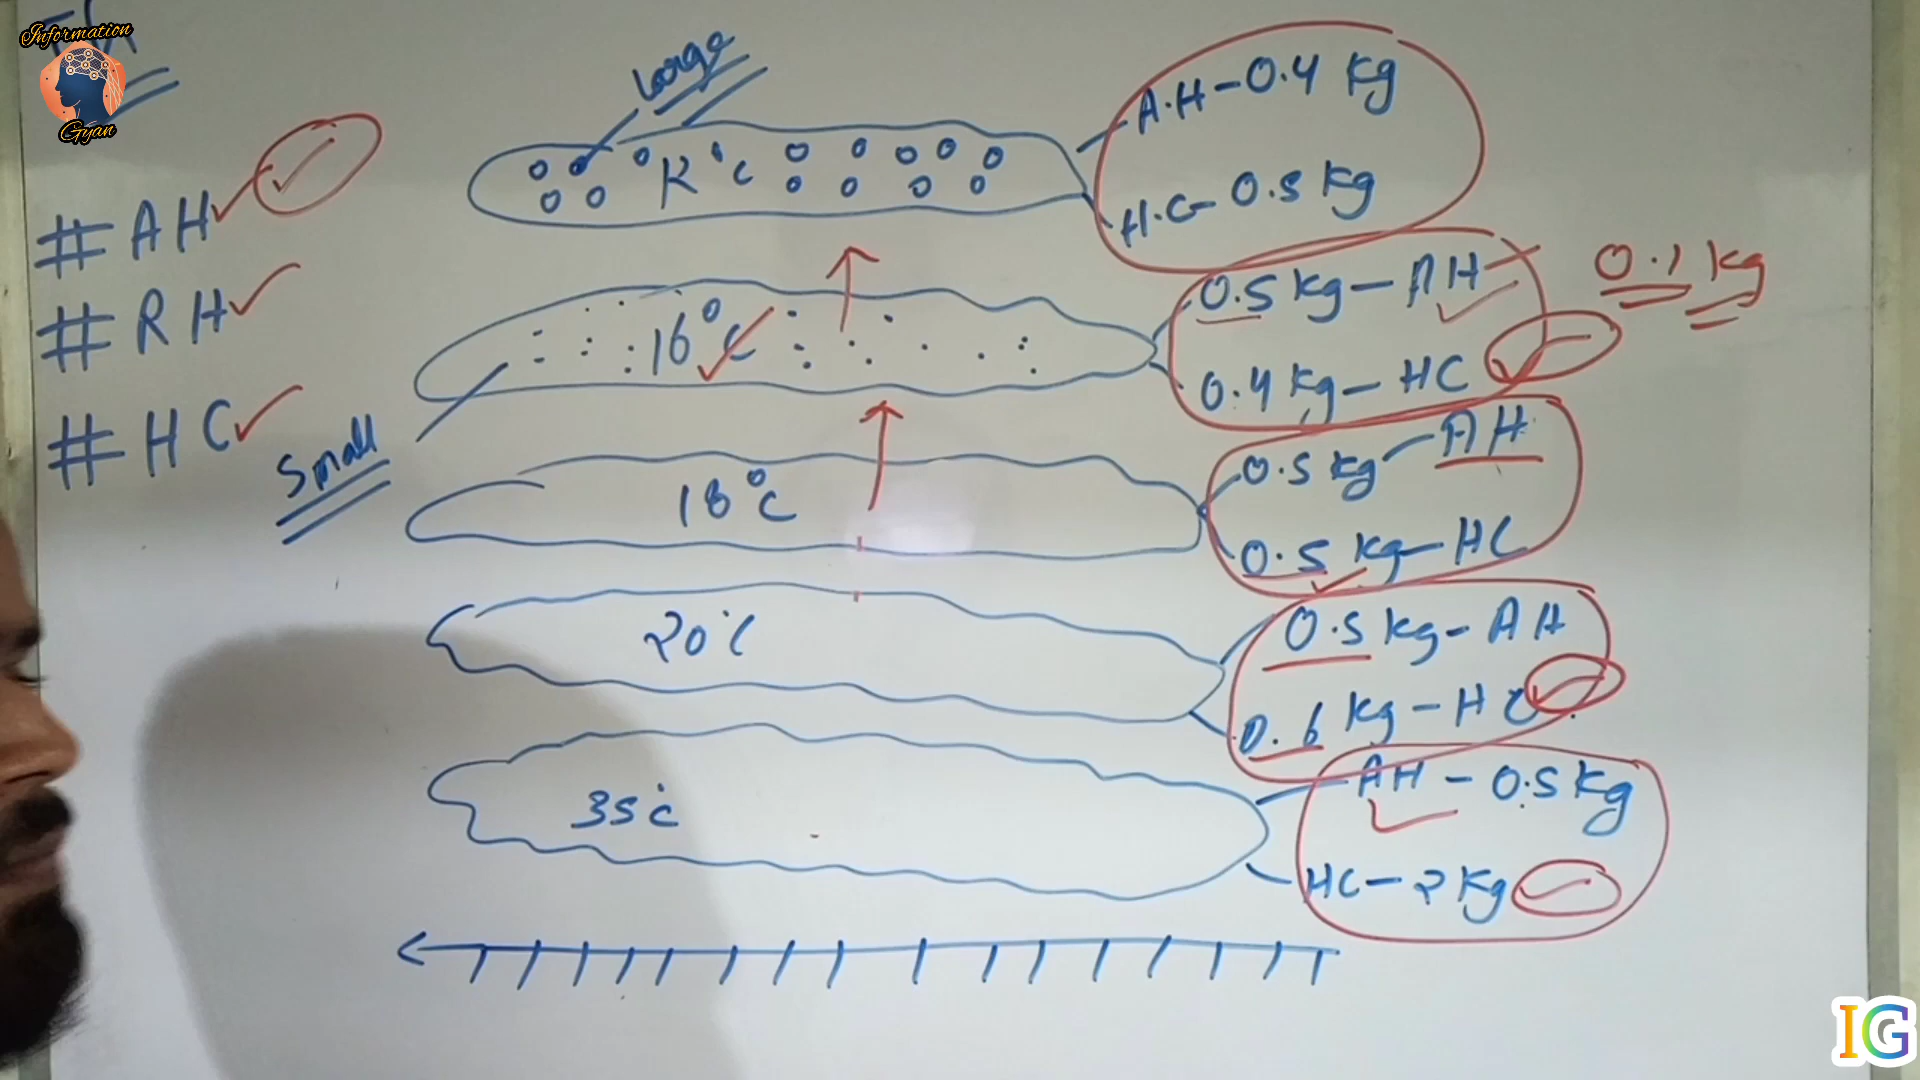 Information
Gyan
# AH
# RH
# HC
Large
Small
12°C
A.H-0.4 Kg
H.C-0.5 Kg
16°C
0.5 Kg-AH
0.4 Kg-HC
0.1 Kg
18°C
0.5 Kg-AH
0.5 Kg-HC
20°C
0.5 Kg-AH
0.6 Kg-HC
35°C
AH-0.5 Kg
HC-2 Kg
IG